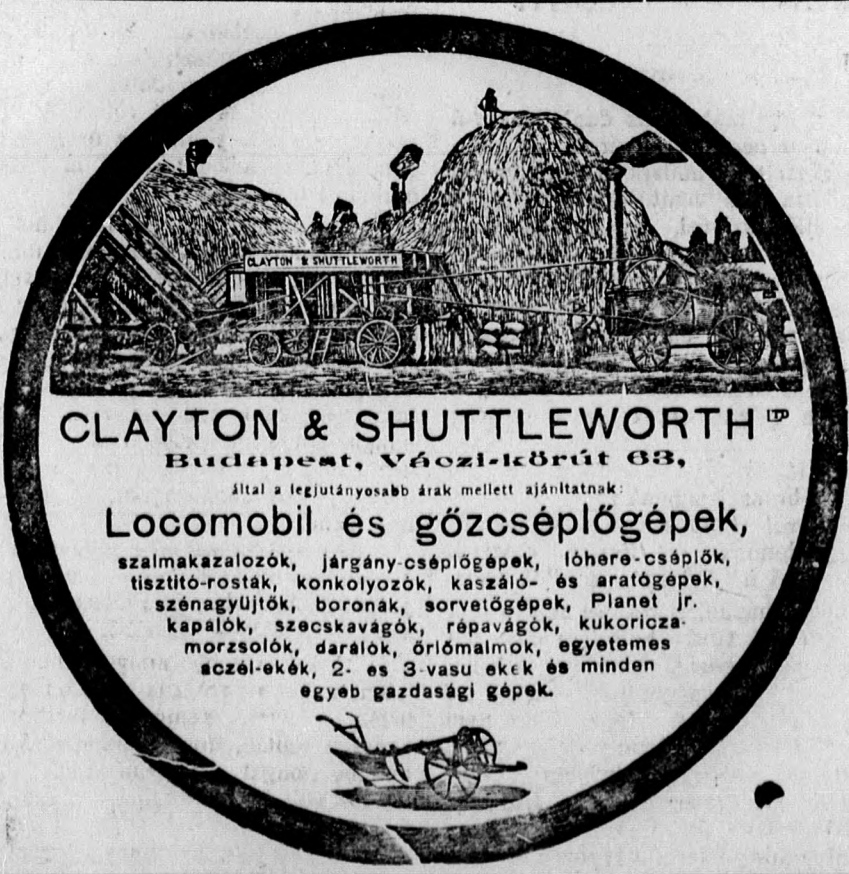 CLAYTON & SHUTTLEWORTH
CLAYTON & SHUTTLEWORTH LTD
Budapest, Váczi-körút 63,
által a legjutányosabb árak mellett ajánltatnak:
Locomobil és gőzcséplőgépek,
szalmakazalozók, járgány-cséplőgépek, lóhere-cséplők,
tisztitó-rosták, konkolyozók, kaszáló- és aratógépek,
szénagyüjtők, boronák, sorvetőgépek, Planet jr.
kapálók, szecskavágók, répavágók, kukoricza-
morzsolók, darálók, őrlőmalmok, egyetemes
aczél-ekék, 2- es 3-vasu ekék és minden
egyéb gazdasági gépek.